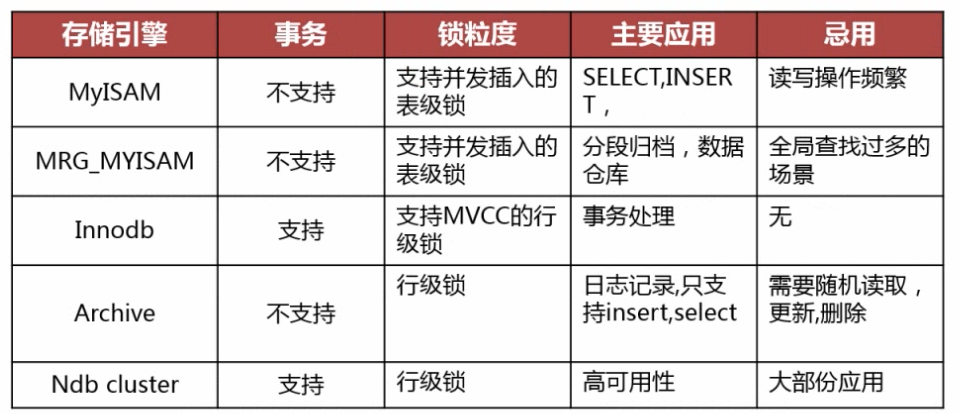 存储引擎 事务 锁粒度 主要应用 忌用
MyISAM 不支持 支持并发插入的 SELECT,INSER 读写操作频繁
表级锁 T，
MRG_MYISAM 不支持 支持并发插入的 分段归档，数据 全局查找过多的
表级锁 仓库 场景
Innodb 支持 支持MVCC的行 事务处理 无
级锁
Archive 不支持 行级锁 日志记录,只支 需要随机读取，
持insert,select 更新,删除
Ndb cluster 支持 行级锁 高可用性 大部份应用